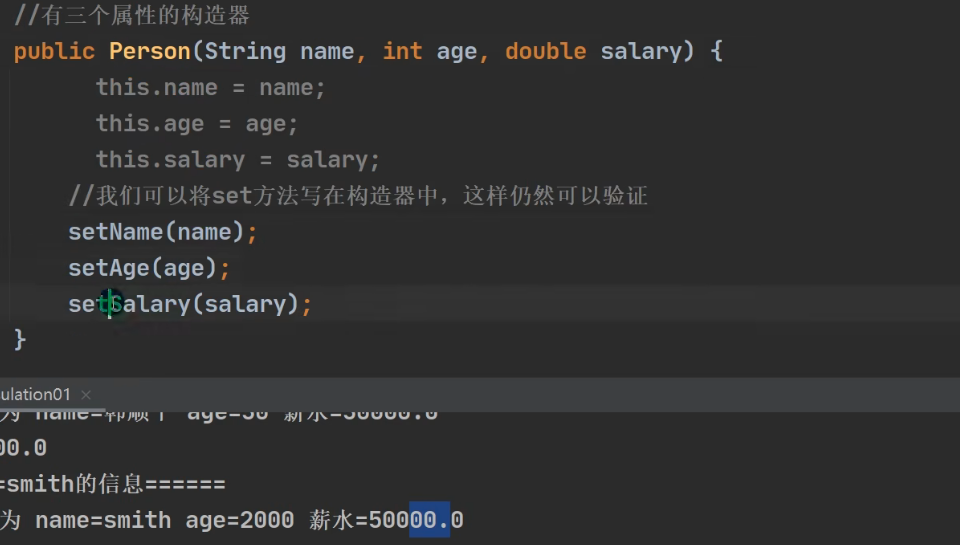 //有三个属性的构造器
public Person(String name, int age, double salary) {
this.name = name;
this.age = age;
this.salary = salary;
//我们可以将set方法写在构造器中，这样仍然可以验证
setName(name);
setAge(age);
setSalary(salary);
}
ulation01 ×
为 name=韩顺平 age=30 薪水=30000.0
00.0
=smith的信息======
为 name=smith age=2000 薪水=50000.0